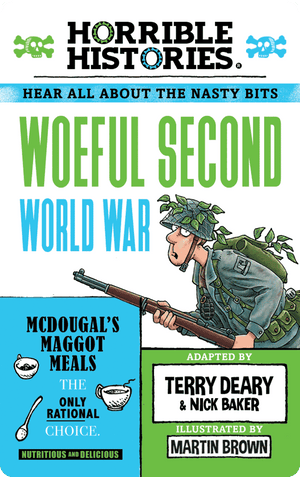 HORRIBLE
HISTORIES®
HEAR ALL ABOUT THE NASTY BITS
WOEFUL SECOND
WORLD WAR
MCDOUGAL'S
MAGGOT
MEALS
THE
ONLY
RATIONAL
CHOICE.
NUTRITIOUS AND DELICIOUS
ADAPTED BY
TERRY DEARY
& NICK BAKER
ILLUSTRATED BY
MARTIN BROWN